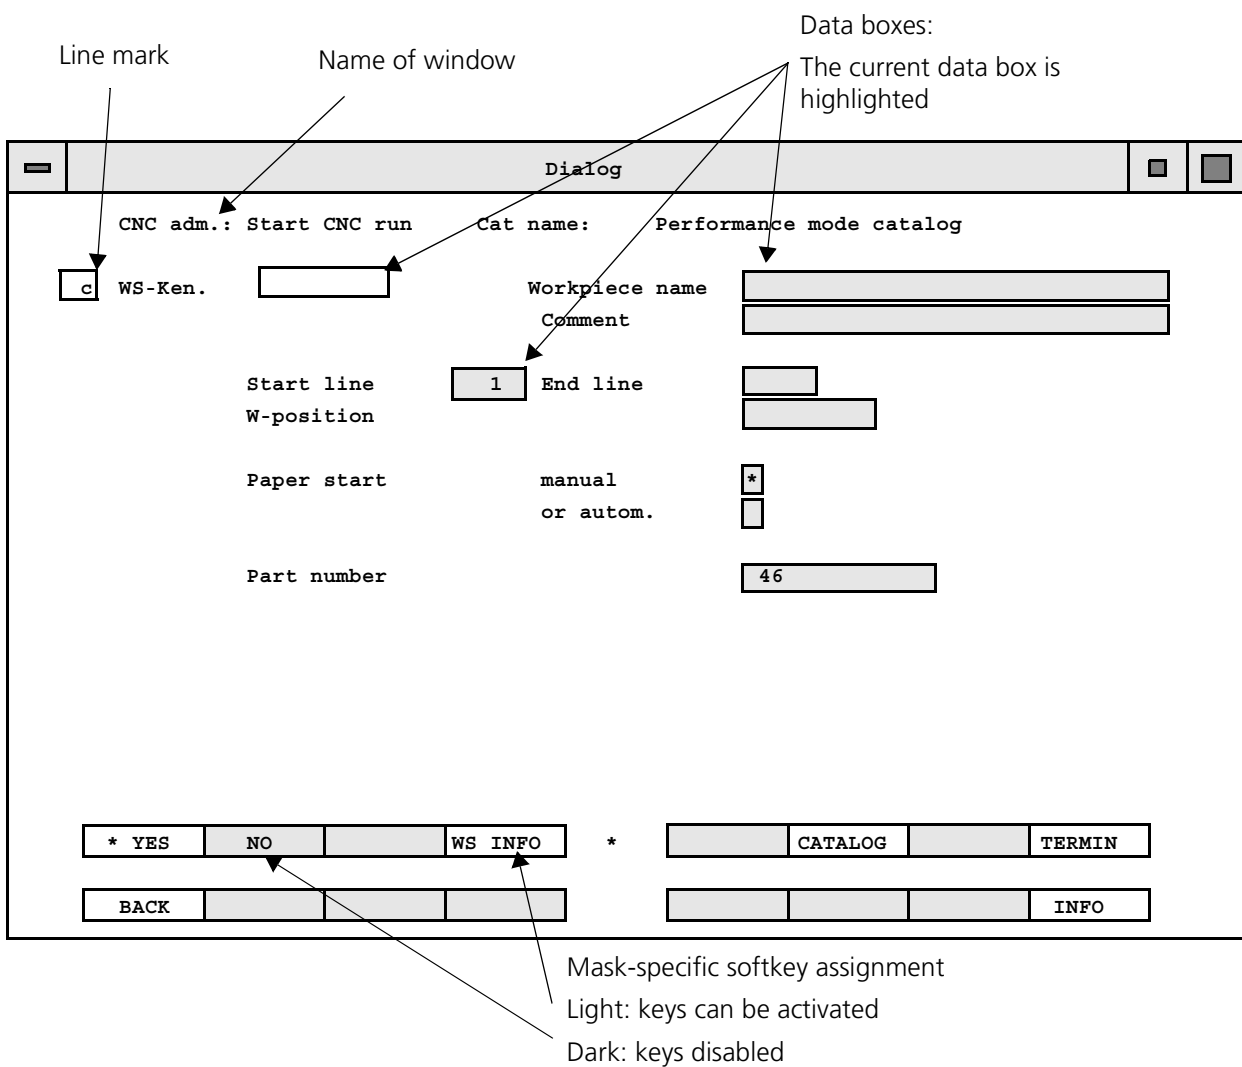 Data boxes:
Line mark
Name of window
The current data box is
highlighted
Dialog
CNC adm.: Start CNC run Cat name: Performance mode catalog
c WS-Ken. Workpiece name
Comment
Start line 1 End line
W-position
Paper start manual *
or autom.
Part number 46
* YES NO WS INFO * CATALOG TERMIN
BACK INFO
Mask-specific softkey assignment
Light: keys can be activated
Dark: keys disabled